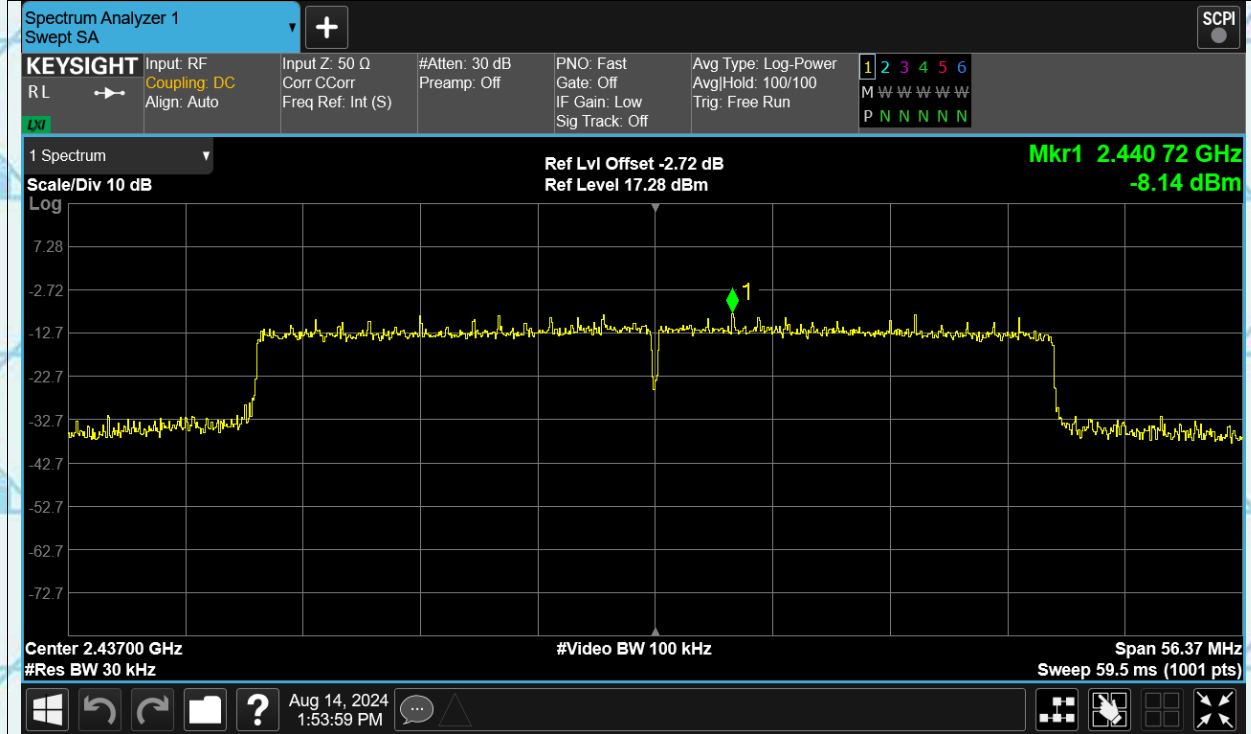 Spectrum Analyzer 1
Swept SA
+
SCPI
KEYSIGHT
R L
LXI
Input: RF
Coupling: DC
Align: Auto
Input Z: 50 Ω
Corr CCorr
Freq Ref: Int (S)
#Atten: 30 dB
Preamp: Off
PNO: Fast
Gate: Off
IF Gain: Low
Sig Track: Off
Avg Type: Log-Power
Avg|Hold: 100/100
Trig: Free Run
1 2 3 4 5 6
M W W W W W
P N N N N N
1 Spectrum
Scale/Div 10 dB
Log
Ref Lvl Offset -2.72 dB
Ref Level 17.28 dBm
Mkr1 2.440 72 GHz
-8.14 dBm
7.28
-2.72
1
-12.7
-22.7
-32.7
-42.7
-52.7
-62.7
-72.7
Center 2.43700 GHz
#Video BW 100 kHz
Span 56.37 MHz
#Res BW 30 kHz
Sweep 59.5 ms (1001 pts)
?
Aug 14, 2024
1:53:59 PM